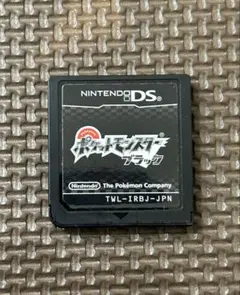 NINTENDO DS
ポケットモンスター
ブラック
Nintendo The Pokémon Company
TWL-IRBJ-JPN